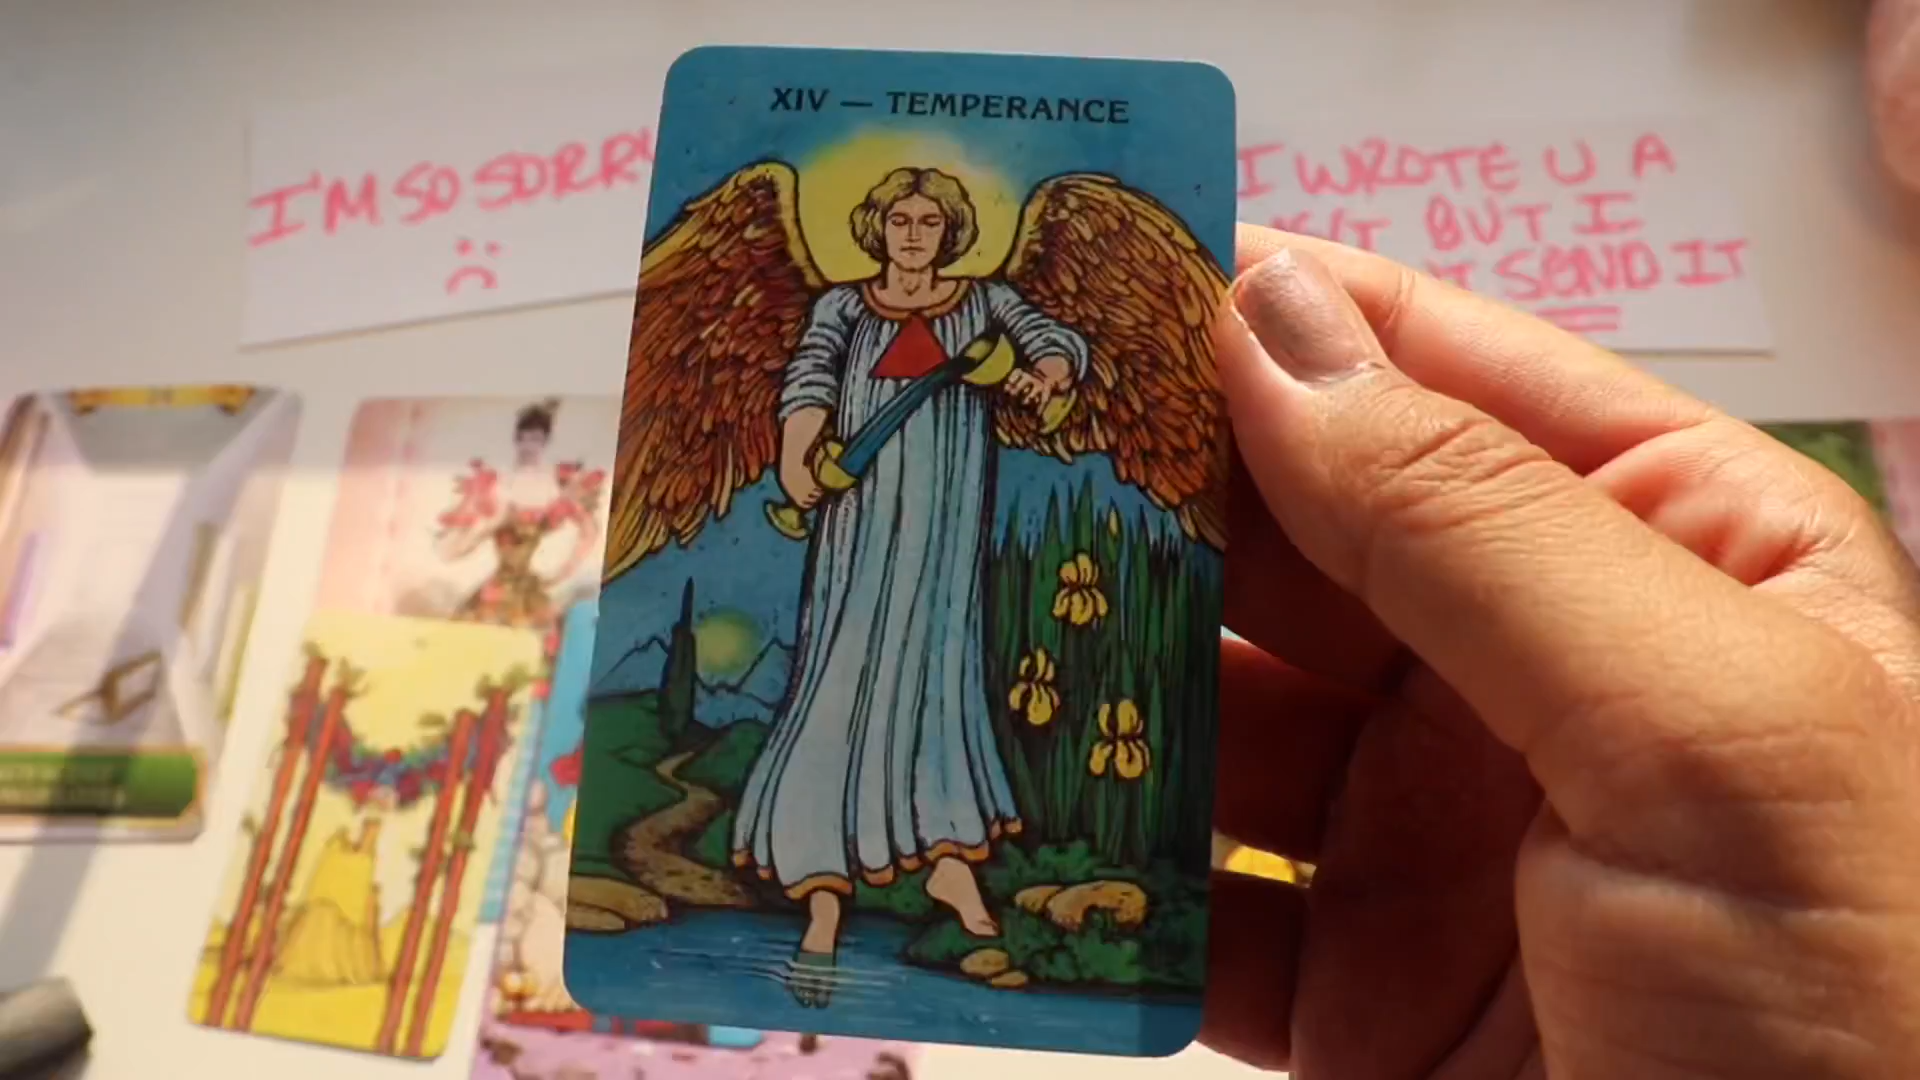 XIV — TEMPERANCE
I'M SO SORRY
I WROTE U A
BUT I
SEND IT